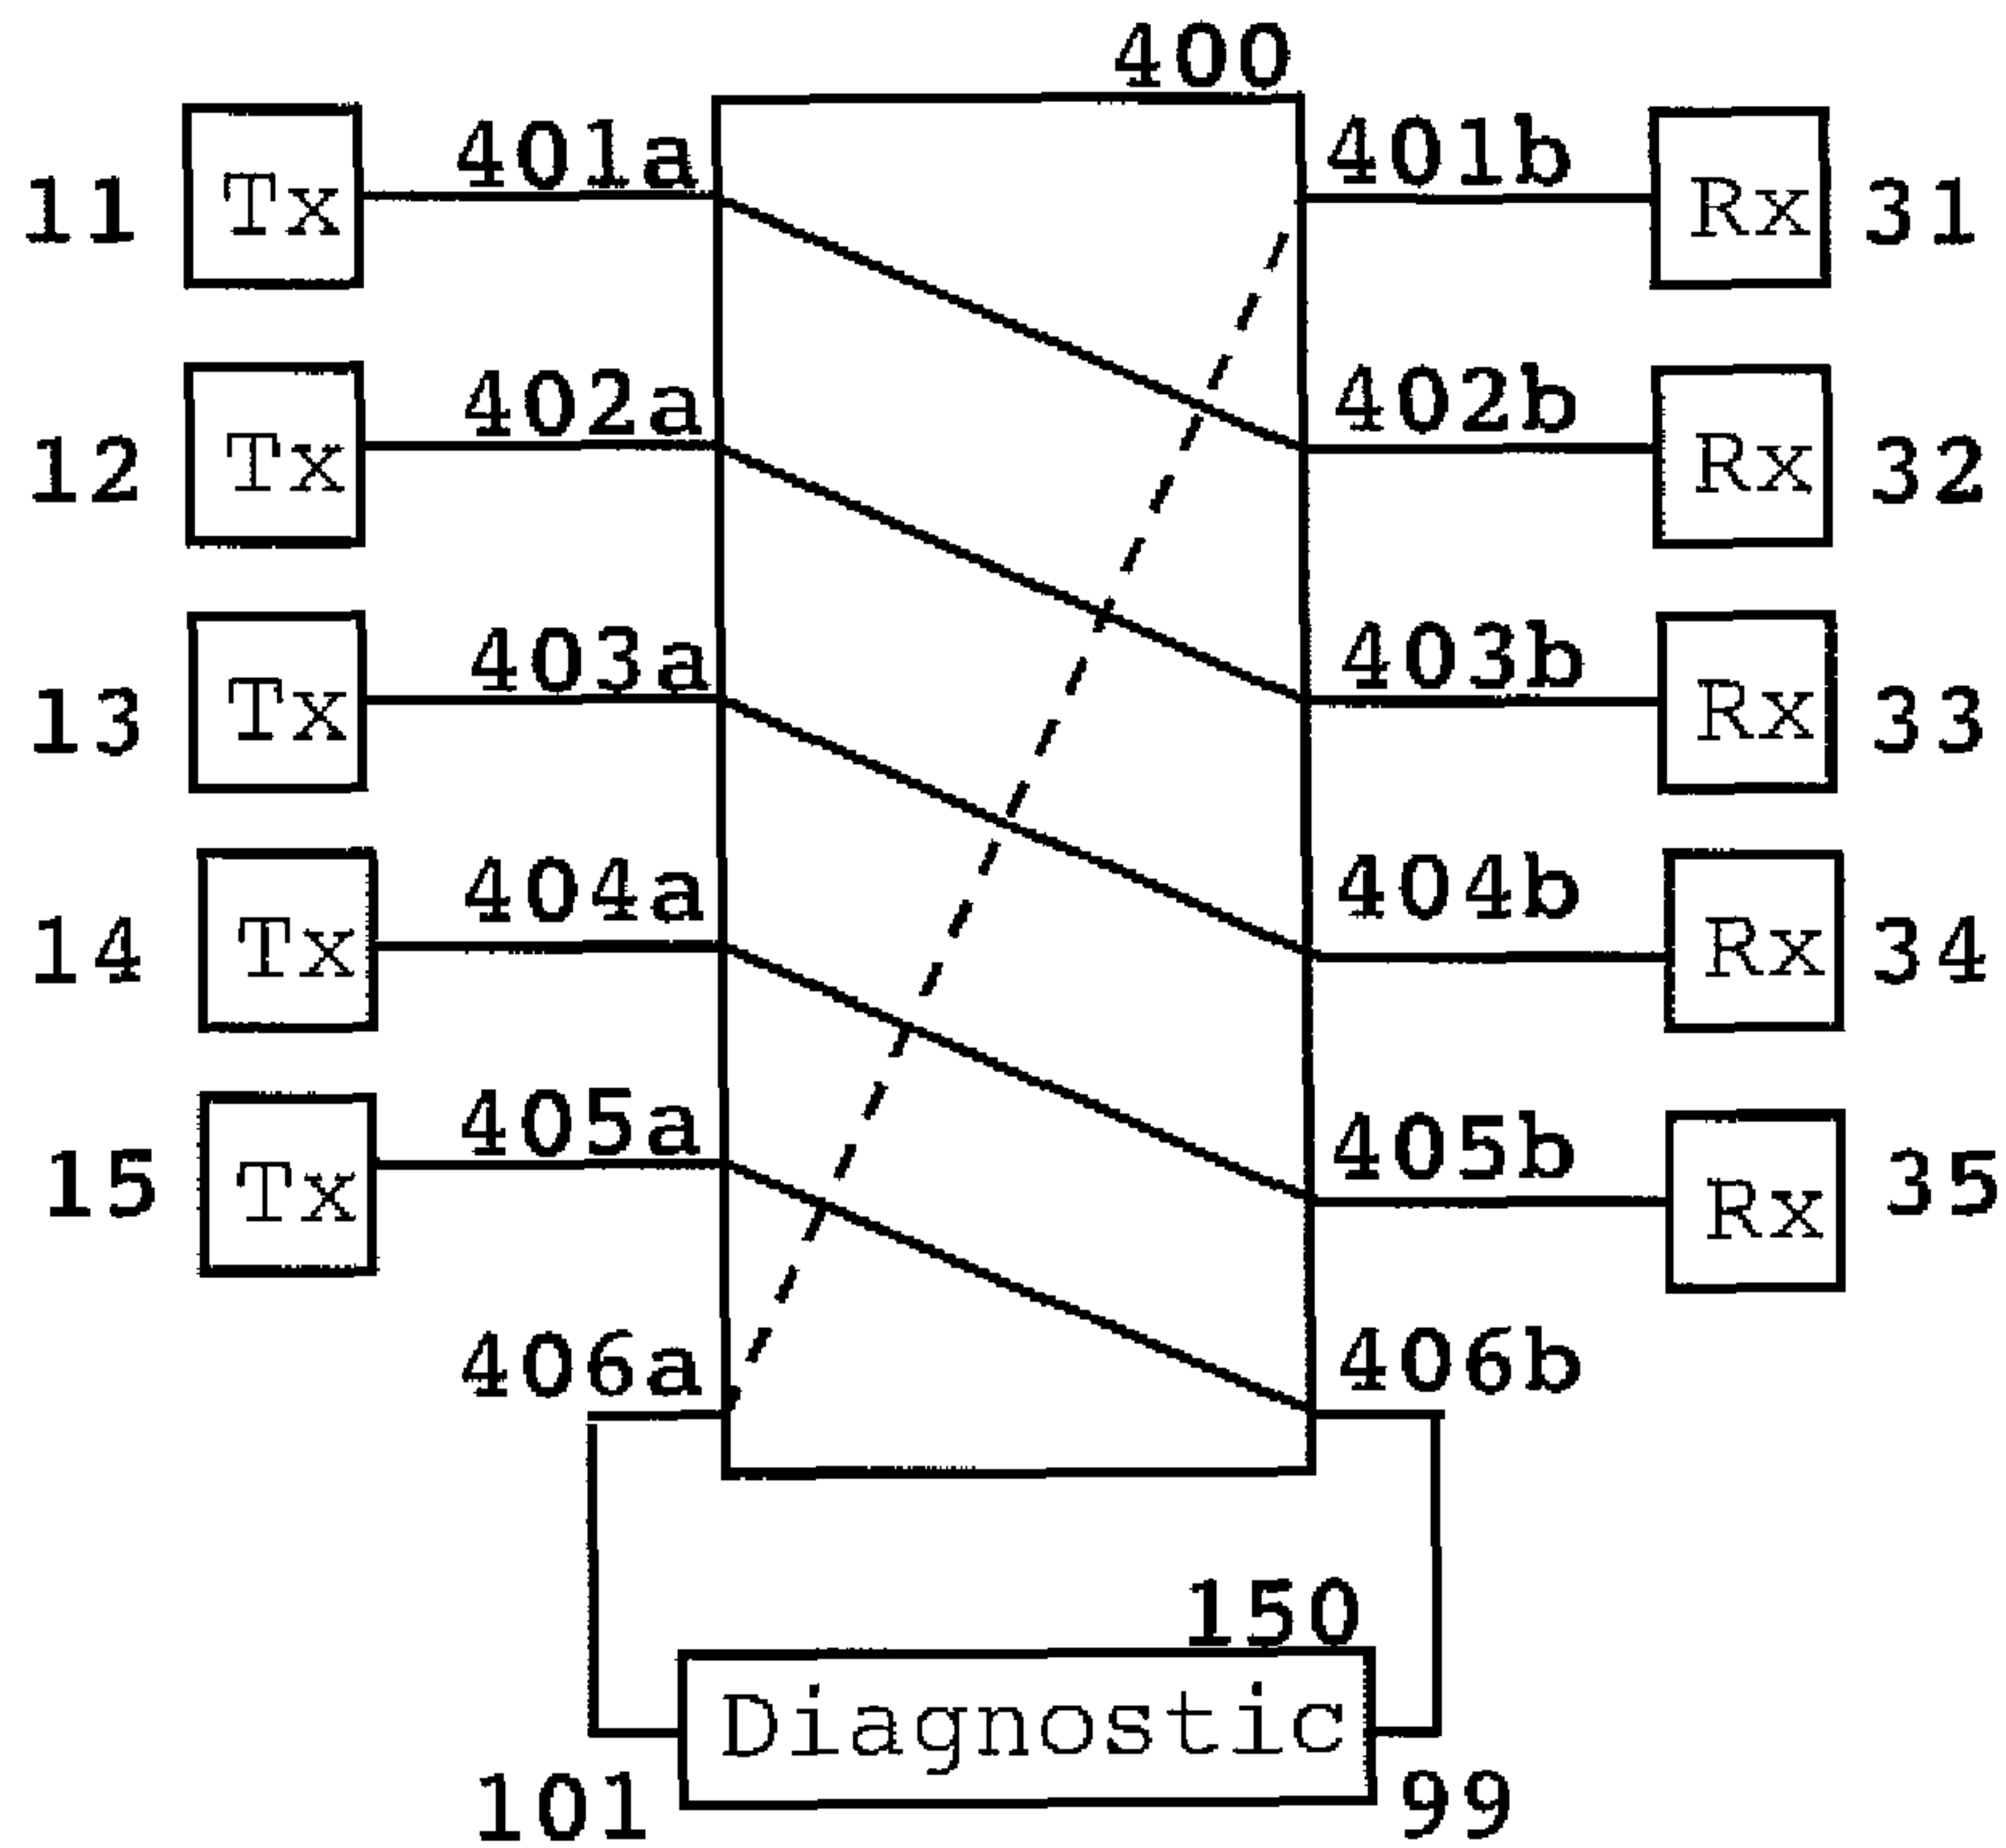 400
11 Tx 401a 401b Rx 31
12 Tx 402a 402b Rx 32
13 Tx 403a 403b Rx 33
14 Tx 404a 404b Rx 34
15 Tx 405a 405b Rx 35
406a 406b
150
Diagnostic
101 99